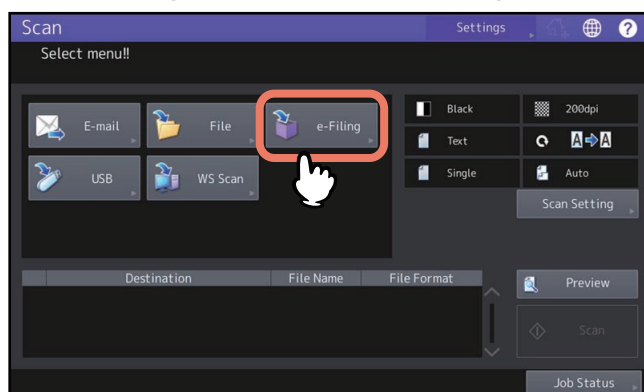 Scan
Settings
?
Select menu!!
E-mail
File
e-Filing
USB
WS Scan
Black
200dpi
Text
A A
Single
Auto
Scan Setting
Destination
File Name
File Format
Preview
Scan
Job Status